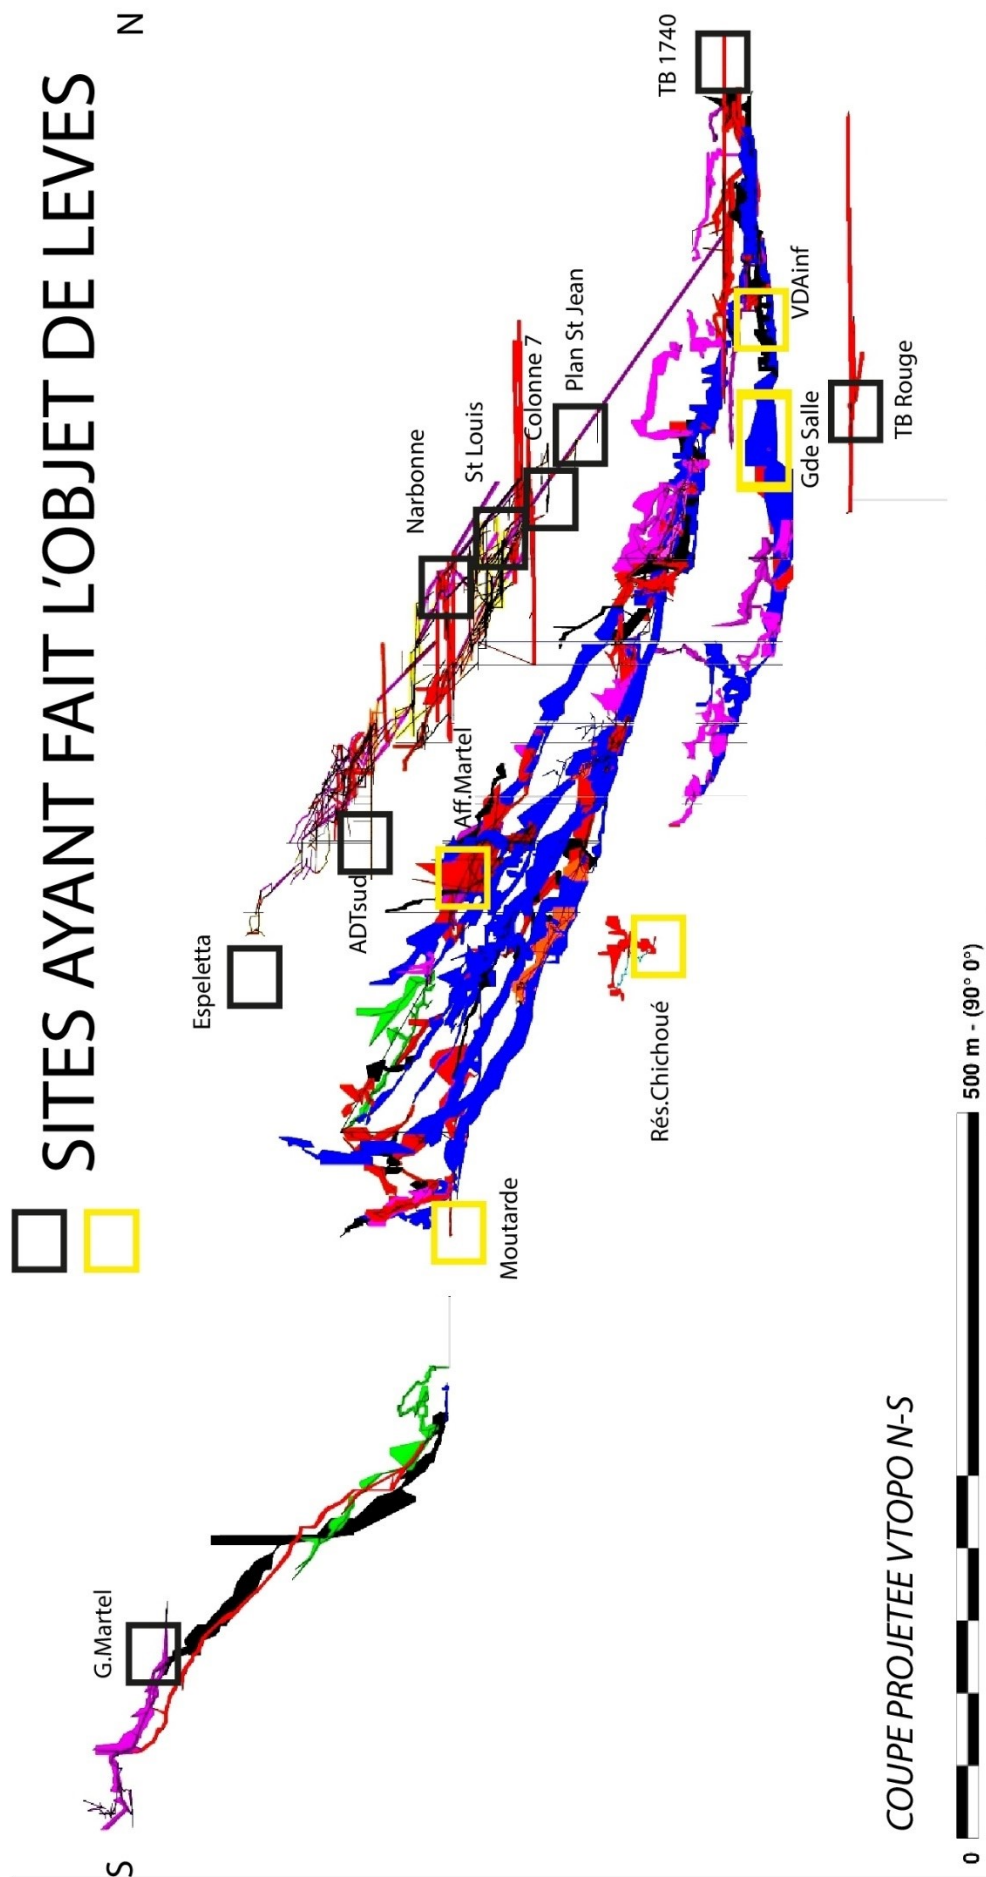 SITES AYANT FAIT L'OBJET DE LEVES
S
N
G.Martel
Espeletta
ADTsud
Narbonne
St Louis
Colonne 7
Plan St Jean
TB 1740
Aff.Martel
Moutarde
Rés.Chichoué
Gde Salle
VDAinf
TB Rouge
COUPE PROJETEE VTOPO N-S
0
500 m - (90° 0°)